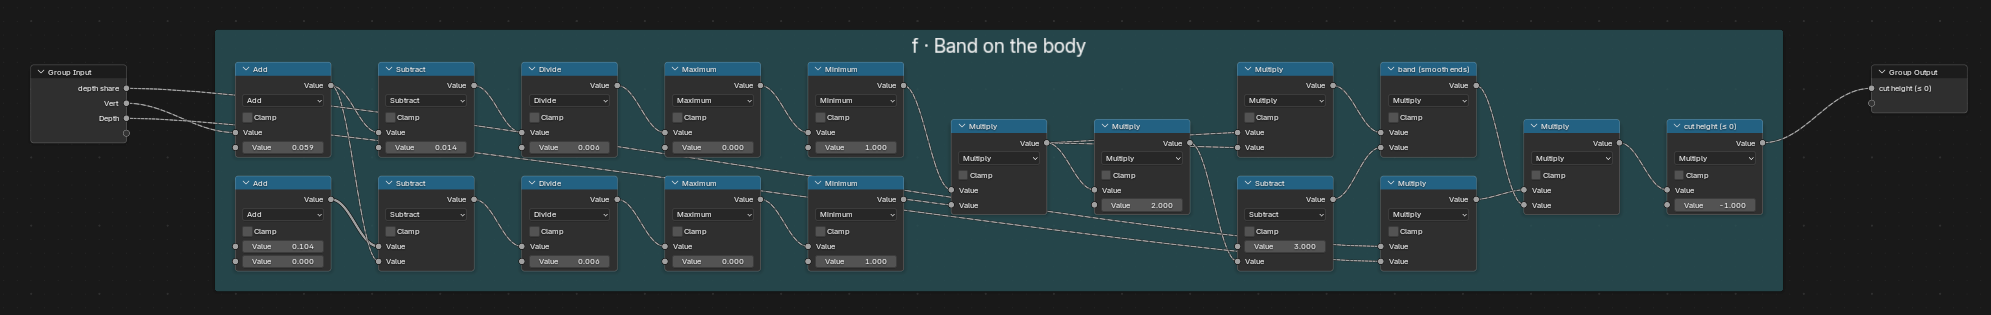 f · Band on the body
Group Input
depth share
Vert
Depth
Add
Value
Add
Clamp
Value
Value 0.059
Subtract
Value
Subtract
Clamp
Value
Value 0.014
Divide
Value
Divide
Clamp
Value
Value 0.006
Maximum
Value
Maximum
Clamp
Value
Value 0.000
Minimum
Value
Minimum
Clamp
Value
Value 1.000
Add
Value
Add
Clamp
Value 0.104
Value 0.000
Subtract
Value
Subtract
Clamp
Value
Value
Divide
Value
Divide
Clamp
Value
Value 0.006
Maximum
Value
Maximum
Clamp
Value
Value 0.000
Minimum
Value
Minimum
Clamp
Value
Value 1.000
Multiply
Value
Multiply
Clamp
Value
Value
Multiply
Value
Multiply
Clamp
Value
Value 2.000
Multiply
Value
Multiply
Clamp
Value
Value
band (smooth ends)
Value
Multiply
Clamp
Value
Value
Subtract
Value
Subtract
Clamp
Value 3.000
Value
Multiply
Value
Multiply
Clamp
Value
Value
Multiply
Value
Multiply
Clamp
Value
Value
cut height (≤ 0)
Value
Multiply
Clamp
Value
Value -1.000
Group Output
cut height (≤ 0)